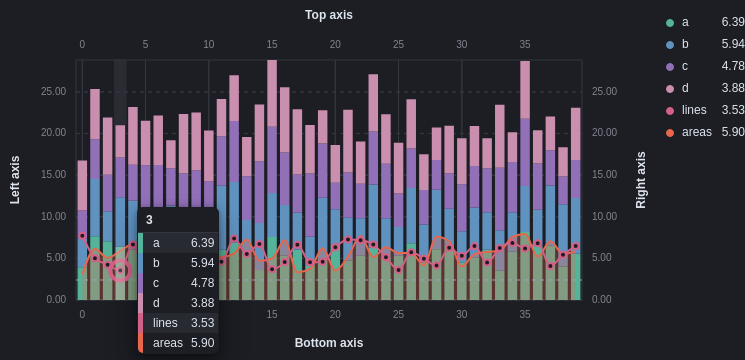 Top axis
0 5 10 15 20 25 30 35
25.00 25.00
20.00 20.00
15.00 15.00
10.00 10.00
5.00 5.00
0.00 0.00
Left axis
Right axis
0 15 20 25 30 35
Bottom axis
3
a 6.39
b 5.94
c 4.78
d 3.88
lines 3.53
areas 5.90
a 6.39
b 5.94
c 4.78
d 3.88
lines 3.53
areas 5.90